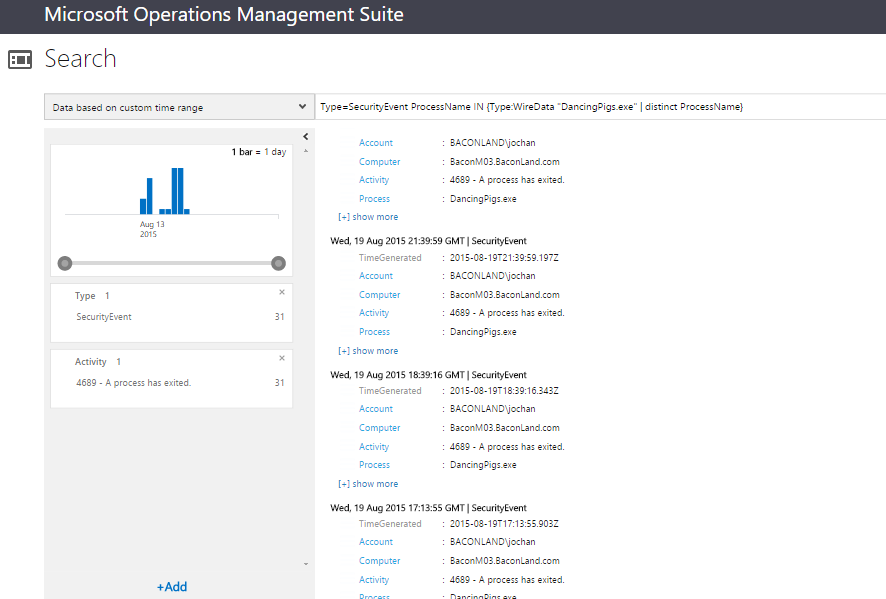 Microsoft Operations Management Suite
Search
Data based on custom time range
Type=SecurityEvent ProcessName IN {Type:WireData "DancingPigs.exe" | distinct ProcessName}
1 bar = 1 day
Aug 13
2015
Type 1
SecurityEvent 31
Activity 1
4689 - A process has exited. 31
+Add
Account : BACONLAND\jochan
Computer : BaconM03.BaconLand.com
Activity : 4689 - A process has exited.
Process : DancingPigs.exe
[+] show more
Wed, 19 Aug 2015 21:39:59 GMT | SecurityEvent
TimeGenerated : 2015-08-19T21:39:59.197Z
Account : BACONLAND\jochan
Computer : BaconM03.BaconLand.com
Activity : 4689 - A process has exited.
Process : DancingPigs.exe
[+] show more
Wed, 19 Aug 2015 18:39:16 GMT | SecurityEvent
TimeGenerated : 2015-08-19T18:39:16.343Z
Account : BACONLAND\jochan
Computer : BaconM03.BaconLand.com
Activity : 4689 - A process has exited.
Process : DancingPigs.exe
[+] show more
Wed, 19 Aug 2015 17:13:55 GMT | SecurityEvent
TimeGenerated : 2015-08-19T17:13:55.903Z
Account : BACONLAND\jochan
Computer : BaconM03.BaconLand.com
Activity : 4689 - A process has exited.
Process : DancingPigs.exe